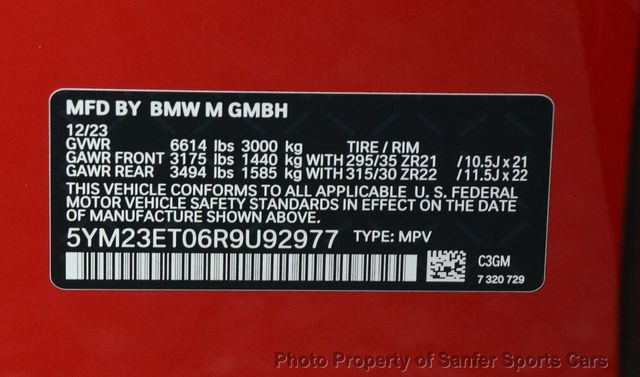 MFD BY BMW M GMBH
12/23
GVWR 6614 lbs 3000 kg TIRE / RIM
GAWR FRONT 3175 lbs 1440 kg WITH 295/35 ZR21 /10.5J x 21
GAWR REAR 3494 lbs 1585 kg WITH 315/30 ZR22 /11.5J x 22
THIS VEHICLE CONFORMS TO ALL APPLICABLE U. S. FEDERAL
MOTOR VEHICLE SAFETY STANDARDS IN EFFECT ON THE DATE
OF MANUFACTURE SHOWN ABOVE.
5YM23ET06R9U92977 TYPE: MPV
C3GM
7 320 729
Photo Property of Sanfer Sports Cars